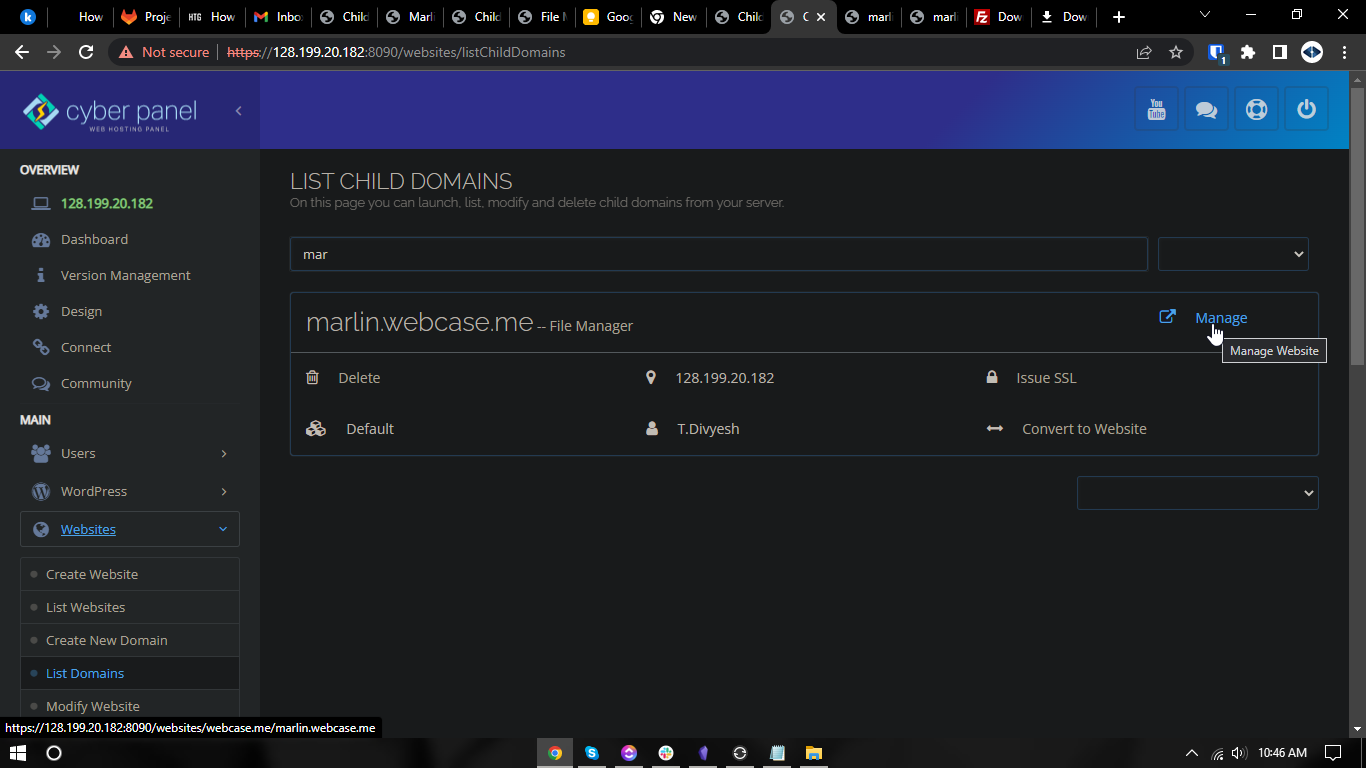 How
Proje
HTG
How
Inbo
Child
Marl
Child
File M
Goog
New
Chil
C
marl
marl
Dow
Dow
Not secure
https://128.199.20.182:8090/websites/listChildDomains
1
cyber panel
WEB HOSTING PANEL
You
Tube
OVERVIEW
128.199.20.182
Dashboard
Version Management
Design
Connect
Community
MAIN
Users
WordPress
Websites
Create Website
List Websites
Create New Domain
List Domains
Modify Website
LIST CHILD DOMAINS
On this page you can launch, list, modify and delete child domains from your server.
mar
marlin.webcase.me -- File Manager
Manage
Manage Website
Delete
128.199.20.182
Issue SSL
Default
T.Divyesh
Convert to Website
https://128.199.20.182:8090/websites/webcase.me/marlin.webcase.me
10:46 AM